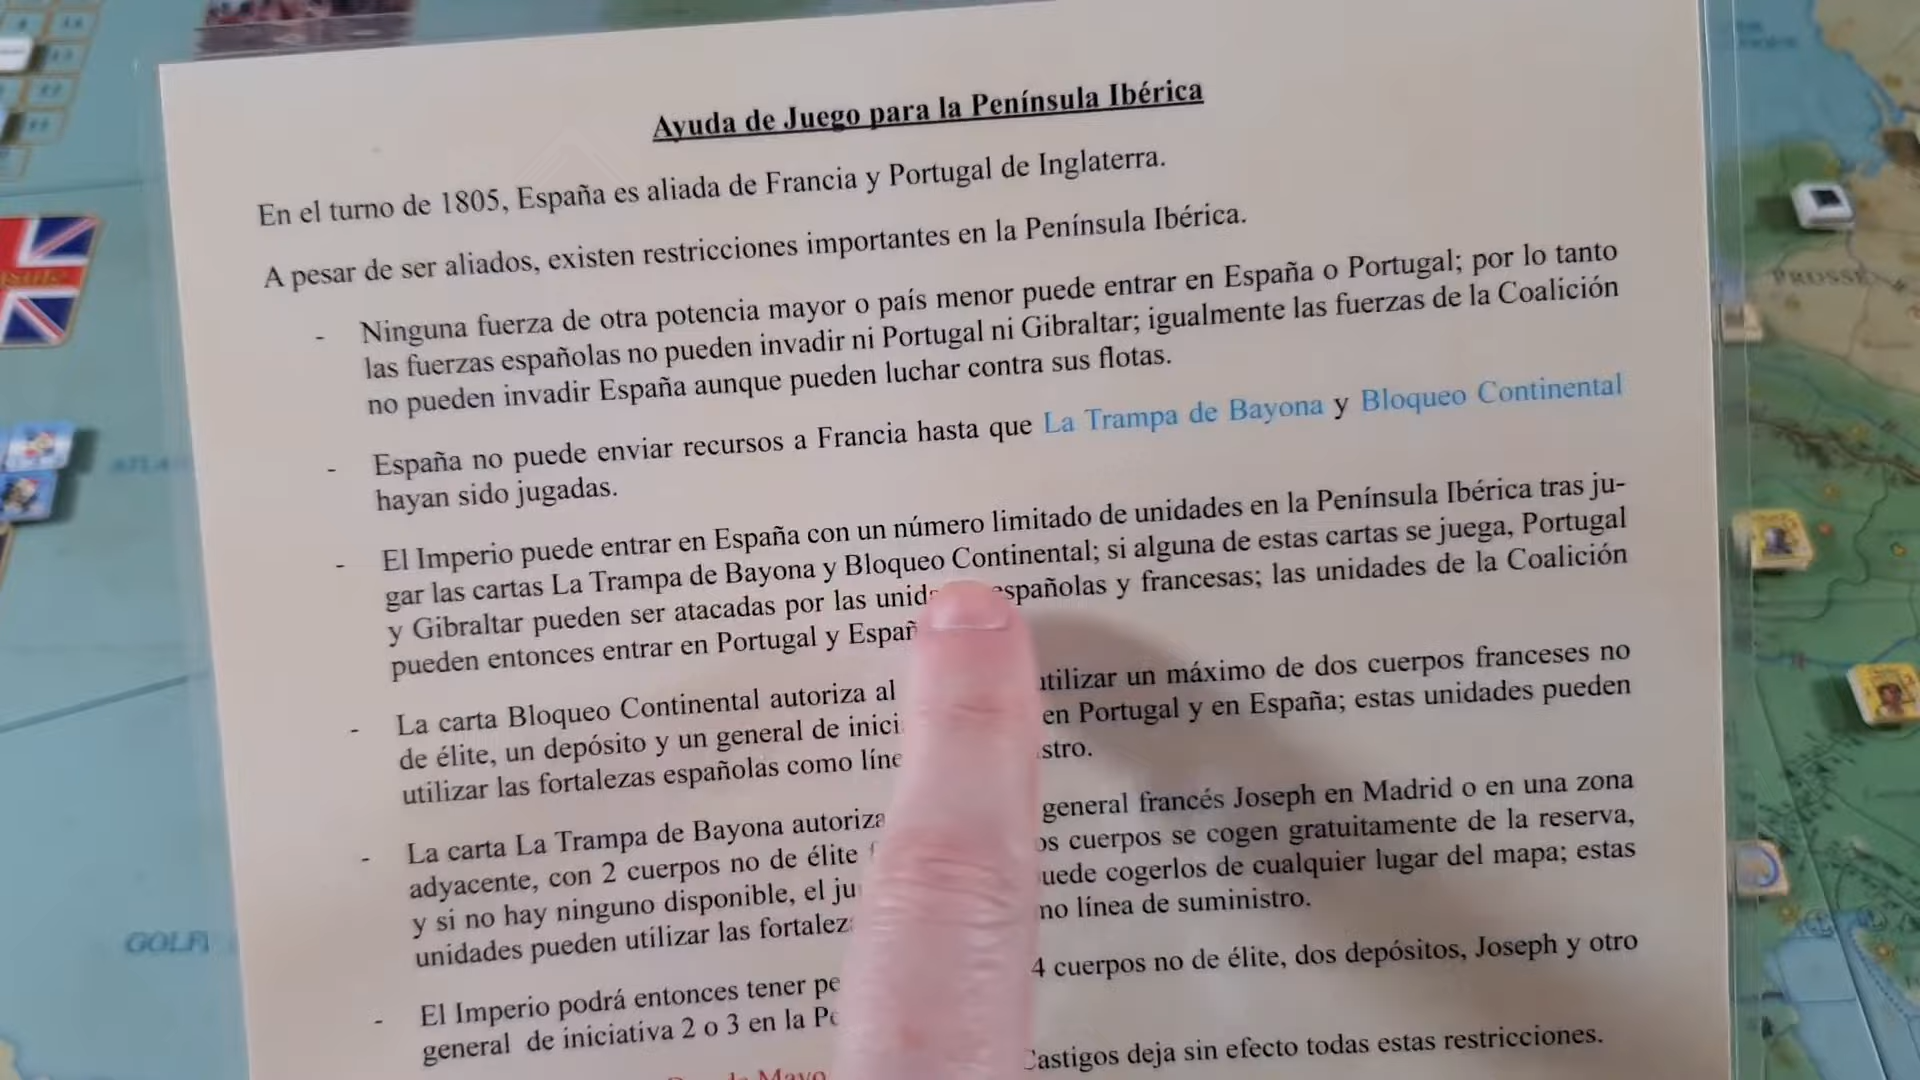 Ayuda de Juego para la Península Ibérica
En el turno de 1805, España es aliada de Francia y Portugal de Inglaterra.
A pesar de ser aliados, existen restricciones importantes en la Península Ibérica.
- Ninguna fuerza de otra potencia mayor o país menor puede entrar en España o Portugal; por lo tanto
las fuerzas españolas no pueden invadir ni Portugal ni Gibraltar; igualmente las fuerzas de la Coalición
no pueden invadir España aunque pueden luchar contra sus flotas.
- España no puede enviar recursos a Francia hasta que La Trampa de Bayona y Bloqueo Continental
hayan sido jugadas.
- El Imperio puede entrar en España con un número limitado de unidades en la Península Ibérica tras ju-
gar las cartas La Trampa de Bayona y Bloqueo Continental; si alguna de estas cartas se juega, Portugal
y Gibraltar pueden ser atacadas por las españolas y francesas; las unidades de la Coalición
pueden entonces entrar en Portugal y
- La carta Bloqueo Continental autoriza al utilizar un máximo de dos cuerpos franceses no
de élite, un depósito y un general de en Portugal y en España; estas unidades pueden
utilizar las fortalezas españolas como
- La carta La Trampa de Bayona general francés Joseph en Madrid o en una zona
adyacente, con 2 cuerpos no de élite cuerpos se cogen gratuitamente de la reserva,
y si no hay ninguno disponible, el cogerlos de cualquier lugar del mapa; estas
unidades pueden utilizar las línea de suministro.
- El Imperio podrá entonces tener 4 cuerpos no de élite, dos depósitos, Joseph y otro
general de iniciativa 2 o 3 en la
Castigos deja sin efecto todas estas restricciones.
de Mayo
PROSSE
GOLF